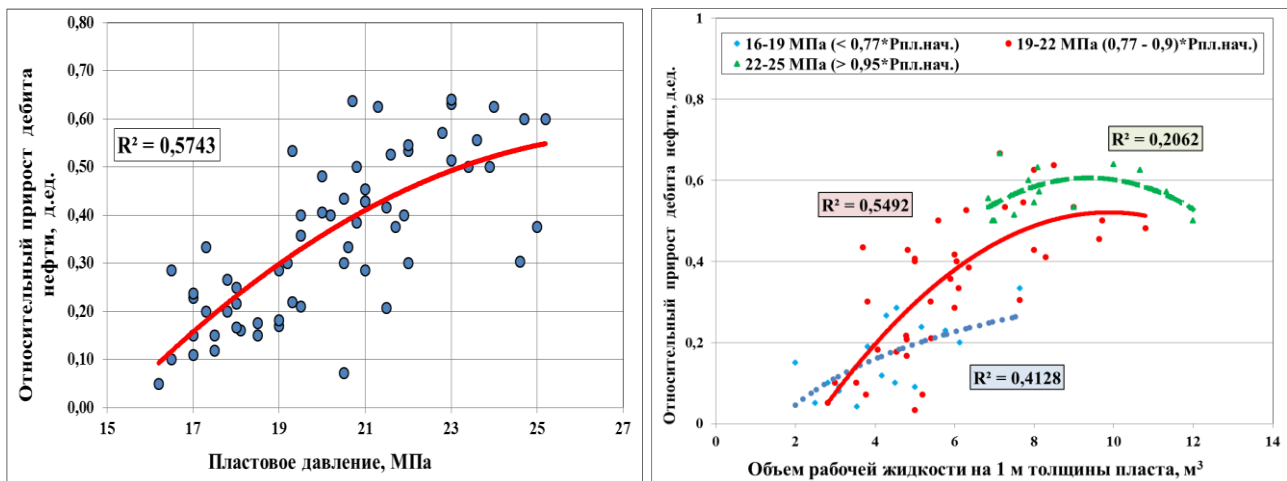 Относительный прирост дебита
нефти, д.ед.
0,80
0,70
0,60
0,50
0,40
0,30
0,20
0,10
0,00
R² = 0,5743
15 17 19 21 23 25 27
Пластовое давление, МПа
Относительный прирост дебита нефти, д.ед.
1
0,8
0,6
0,4
0,2
0
16-19 МПа (< 0,77*Рпл.нач.)
19-22 МПа (0,77 - 0,9)*Рпл.нач.)
22-25 МПа (> 0,95*Рпл.нач.)
R² = 0,2062
R² = 0,5492
R² = 0,4128
0 2 4 6 8 10 12 14
Объем рабочей жидкости на 1 м толщины пласта, м³